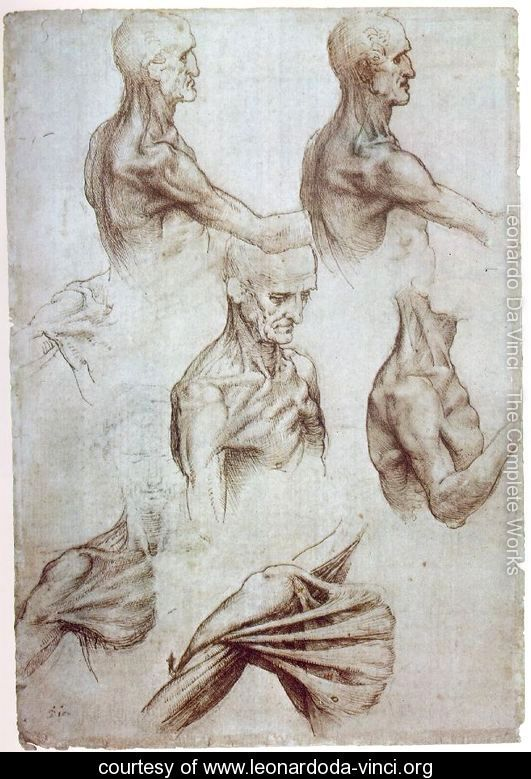 Leonardo Da Vinci - The Complete Works
courtesy of www.leonardoda-vinci.org